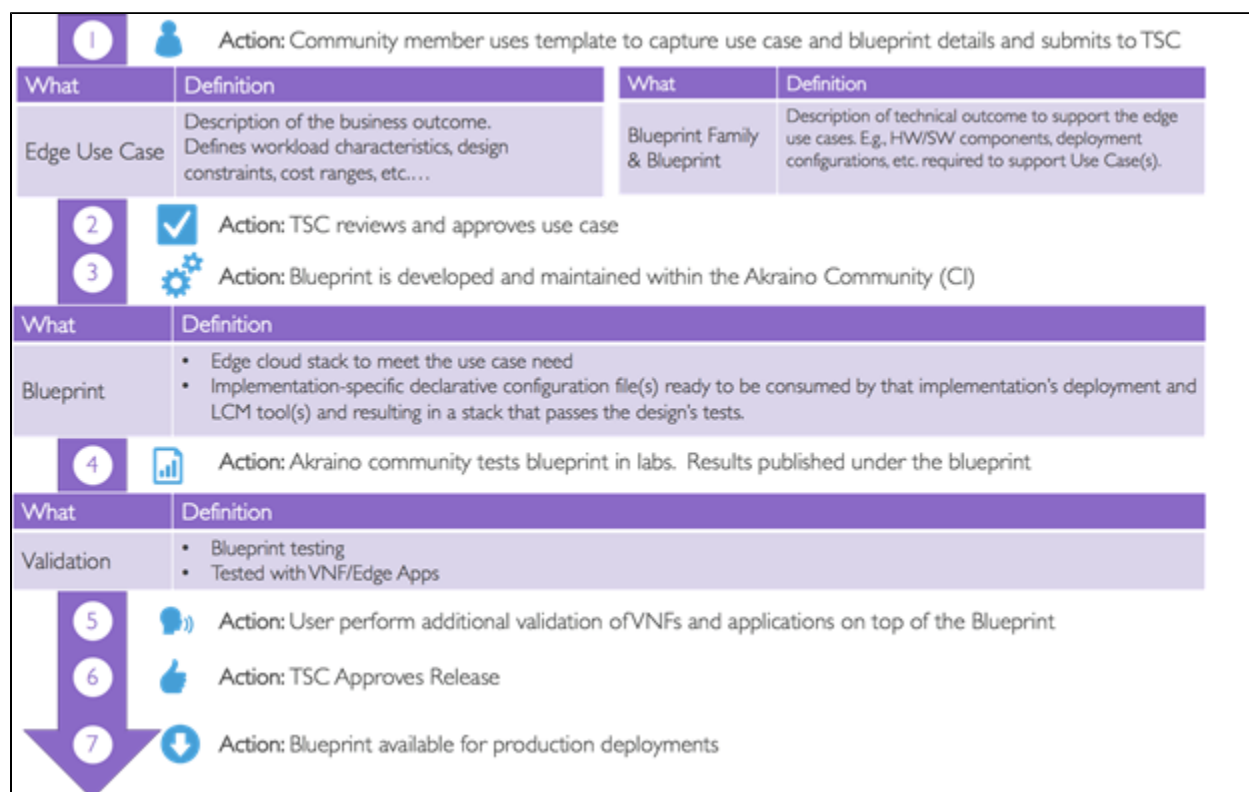 1 Action: Community member uses template to capture use case and blueprint details and submits to TSC
What Definition
Edge Use Case
Description of the business outcome.
Defines workload characteristics, design
constraints, cost ranges, etc.…
What Definition
Blueprint Family
& Blueprint
Description of technical outcome to support the edge
use cases. E.g., HW/SW components, deployment
configurations, etc. required to support Use Case(s).
2 Action: TSC reviews and approves use case
3 Action: Blueprint is developed and maintained within the Akraino Community (CI)
What Definition
Blueprint
• Edge cloud stack to meet the use case need
• Implementation-specific declarative configuration file(s) ready to be consumed by that implementation's deployment and
LCM tool(s) and resulting in a stack that passes the design's tests.
4 Action: Akraino community tests blueprint in labs. Results published under the blueprint
What Definition
Validation
• Blueprint testing
• Tested with VNF/Edge Apps
5 Action: User perform additional validation of VNFs and applications on top of the Blueprint
6 Action: TSC Approves Release
7 Action: Blueprint available for production deployments